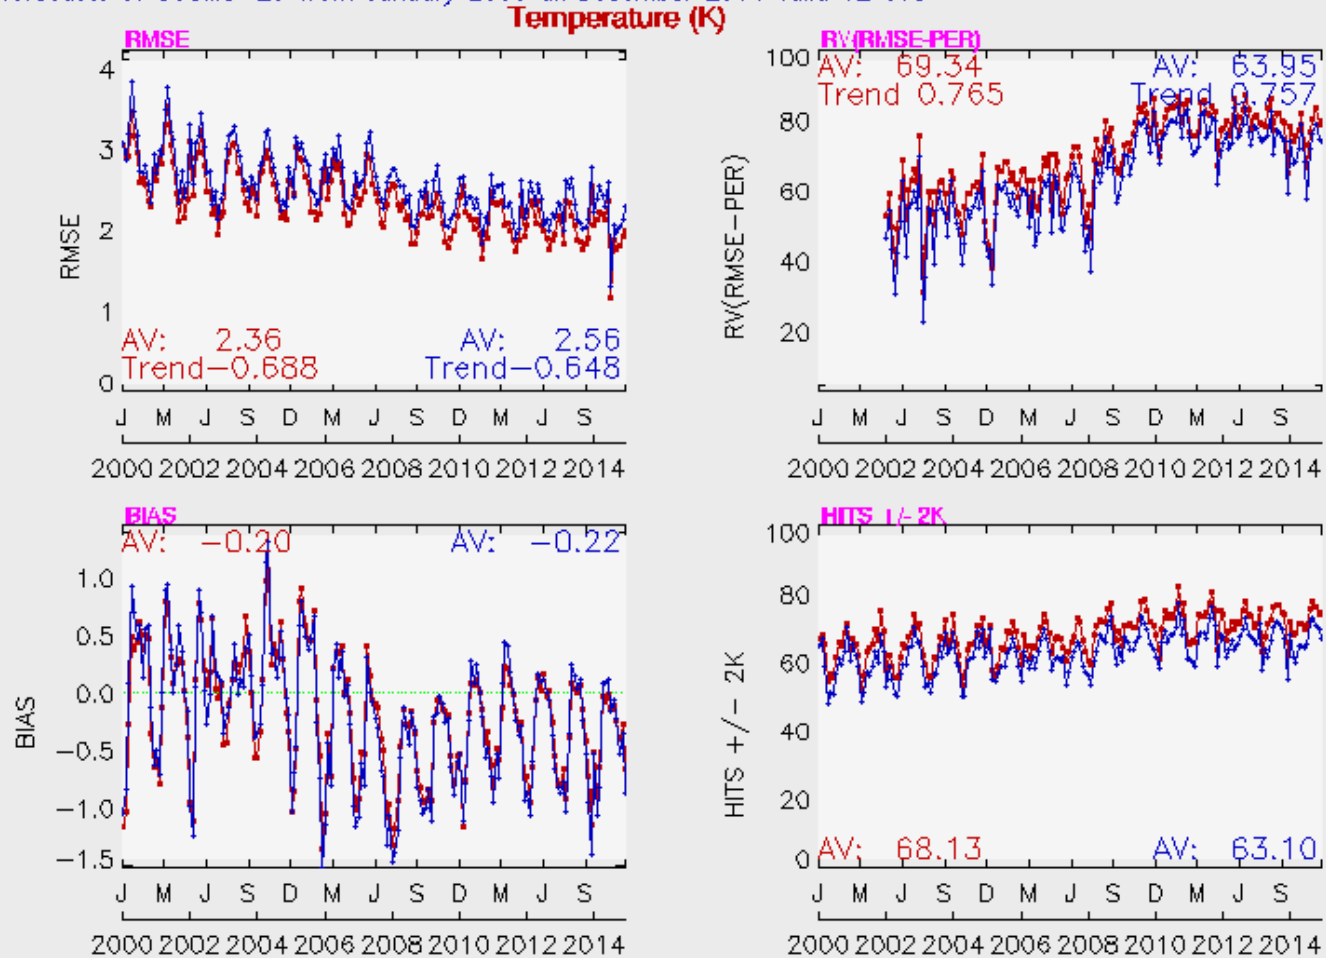 Temperature (K)
RMSE
4
3
2
1
0
RMSE
AV: 2.36
AV: 2.56
Trend-0.688
Trend-0.648
J M J S D M J S D M J S
2000 2002 2004 2006 2008 2010 2012 2014
RV(RMSE-PER)
100
80
60
40
20
RV(RMSE-PER)
AV: 69.34
AV: 63.95
Trend 0.765
Trend 0.757
J M J S D M J S D M J S
2000 2002 2004 2006 2008 2010 2012 2014
BIAS
AV: -0.20
AV: -0.22
1.0
0.5
0.0
-0.5
-1.0
-1.5
BIAS
J M J S D M J S D M J S
2000 2002 2004 2006 2008 2010 2012 2014
HITS +/- 2K
100
80
60
40
20
0
HITS +/- 2K
AV: 68.13
AV: 63.10
J M J S D M J S D M J S
2000 2002 2004 2006 2008 2010 2012 2014